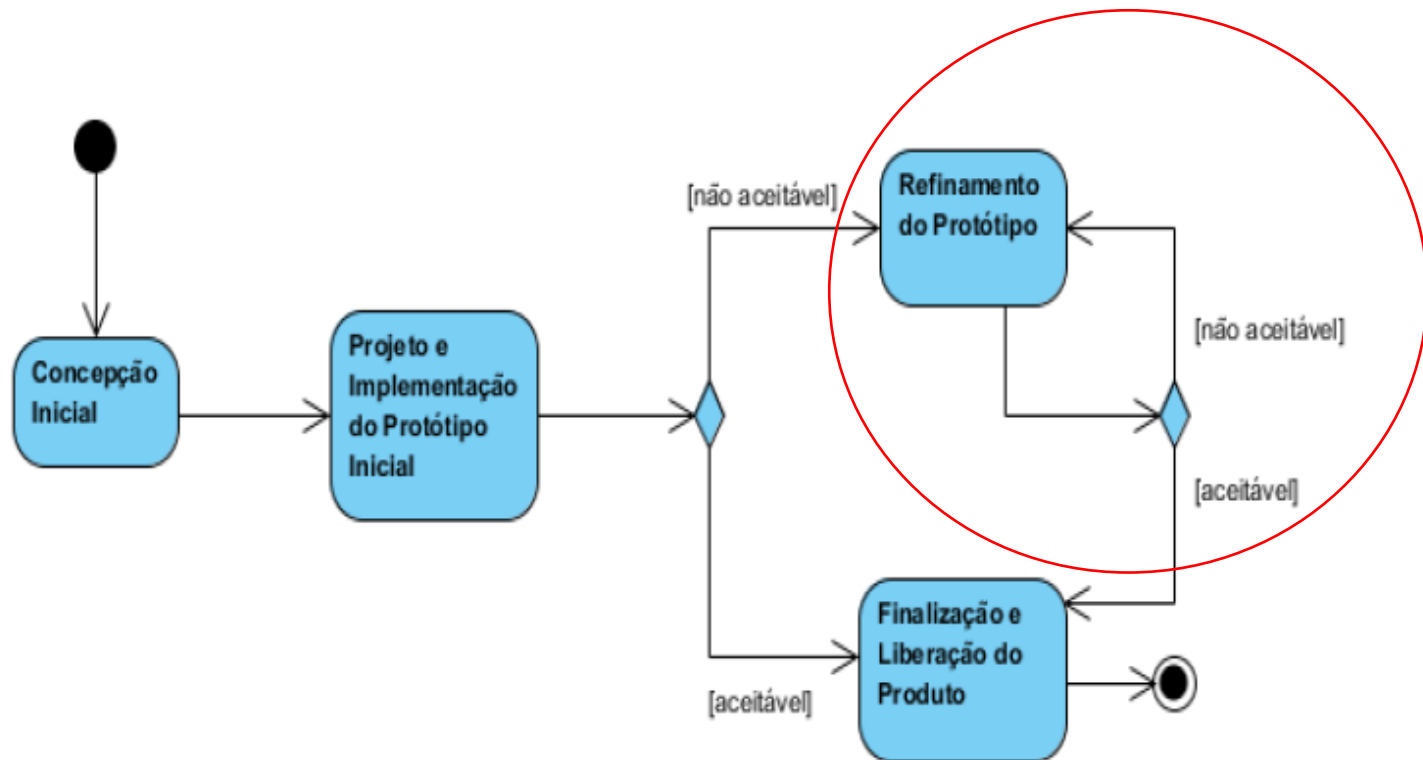 Concepção
Inicial
Projeto e
Implementação
do Protótipo
Inicial
[não aceitável]
Refinamento
do Protótipo
[não aceitável]
[aceitável]
[aceitável]
Finalização e
Liberação do
Produto